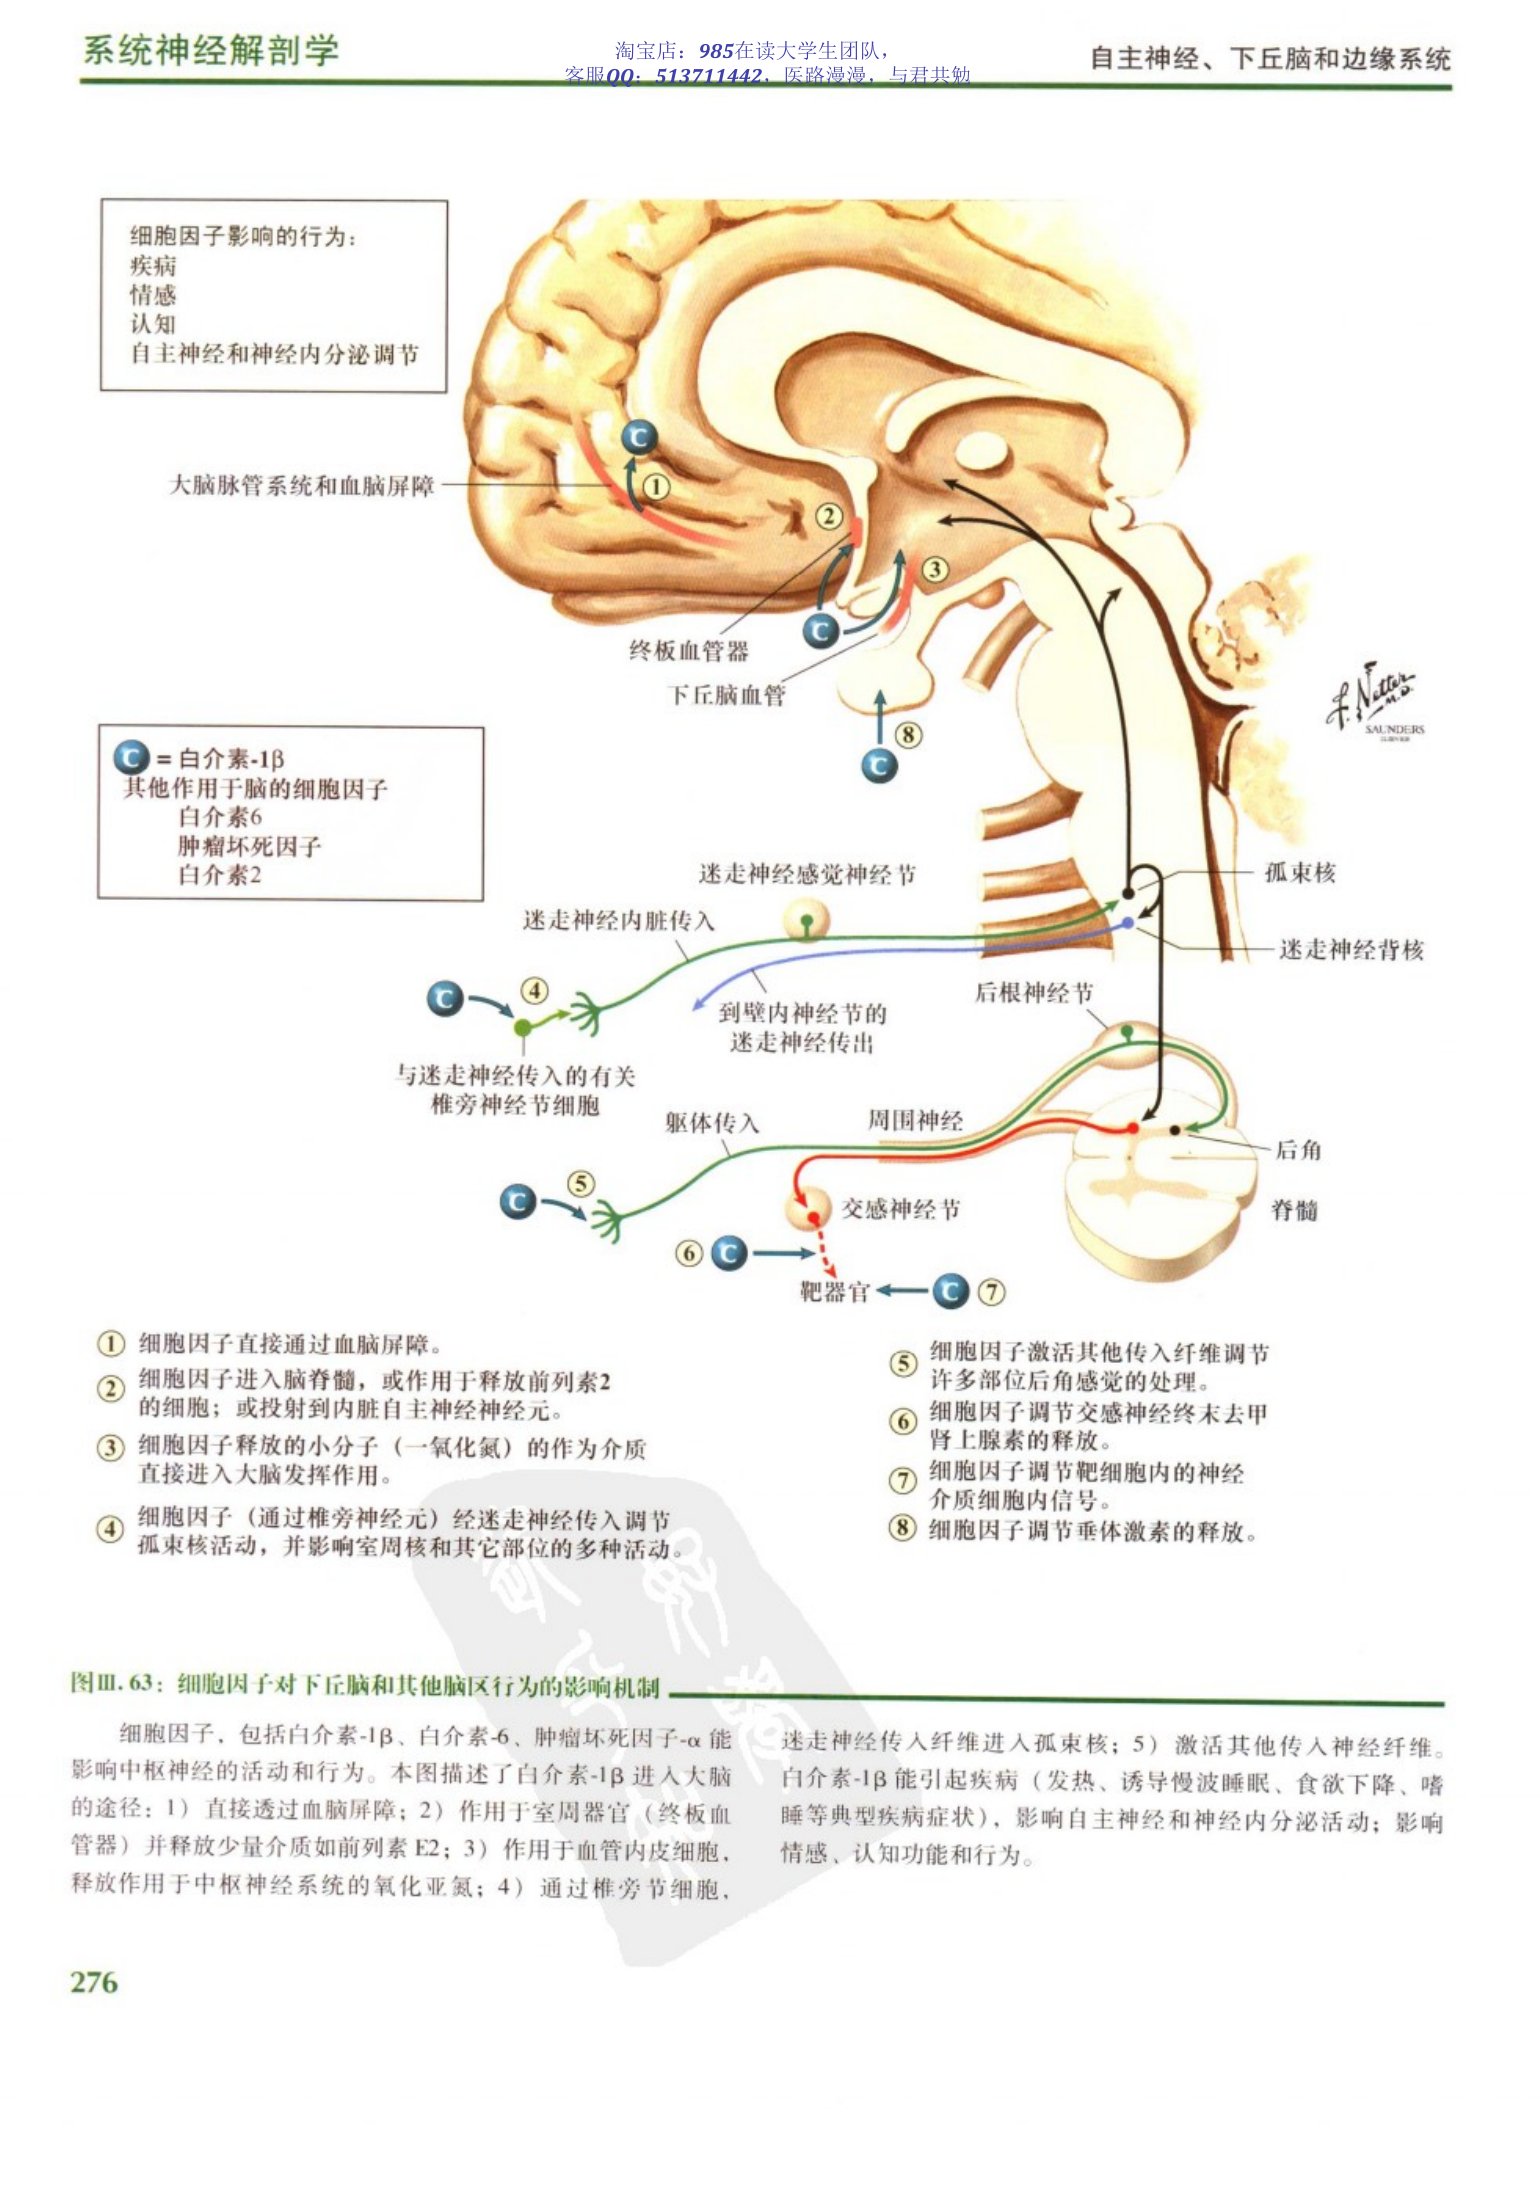 系统神经解剖学
淘宝店：985在读大学生团队，
客服QQ：513711442，医路漫漫，与君共勉
自主神经、下丘脑和边缘系统
细胞因子影响的行为：
疾病
情感
认知
自主神经和神经内分泌调节
C
大脑脉管系统和血脑屏障
1
2
3
终板血管器
C
下丘脑血管
8
C
F. Netter M.D.
SAUNDERS
C = 白介素-1β
其他作用于脑的细胞因子
白介素6
肿瘤坏死因子
白介素2
迷走神经感觉神经节
孤束核
迷走神经内脏传入
迷走神经背核
C
4
后根神经节
到壁内神经节的
迷走神经传出
与迷走神经传入的有关
椎旁神经节细胞
躯体传入
周围神经
后角
C
5
交感神经节
脊髓
6 C
靶器官
C 7
① 细胞因子直接通过血脑屏障。
② 细胞因子进入脑脊髓，或作用于释放前列素2
的细胞；或投射到内脏自主神经神经元。
③ 细胞因子释放的小分子（一氧化氮）的作为介质
直接进入大脑发挥作用。
④ 细胞因子（通过椎旁神经元）经迷走神经传入调节
孤束核活动，并影响室周核和其它部位的多种活动。
⑤ 细胞因子激活其他传入纤维调节
许多部位后角感觉的处理。
⑥ 细胞因子调节交感神经终末去甲
肾上腺素的释放。
⑦ 细胞因子调节靶细胞内的神经
介质细胞内信号。
⑧ 细胞因子调节垂体激素的释放。
图Ⅲ.63：细胞因子对下丘脑和其他脑区行为的影响机制
细胞因子，包括白介素-1β、白介素-6、肿瘤坏死因子-α 能
影响中枢神经的活动和行为。本图描述了白介素-1β 进入大脑
的途径：1）直接透过血脑屏障；2）作用于室周器官（终板血
管器）并释放少量介质如前列素 E2；3）作用于血管内皮细胞，
释放作用于中枢神经系统的氧化亚氮；4）通过椎旁节细胞，
迷走神经传入纤维进入孤束核；5）激活其他传入神经纤维。
白介素-1β 能引起疾病（发热、诱导慢波睡眠、食欲下降、嗜
睡等典型疾病症状），影响自主神经和神经内分泌活动；影响
情感、认知功能和行为。
276